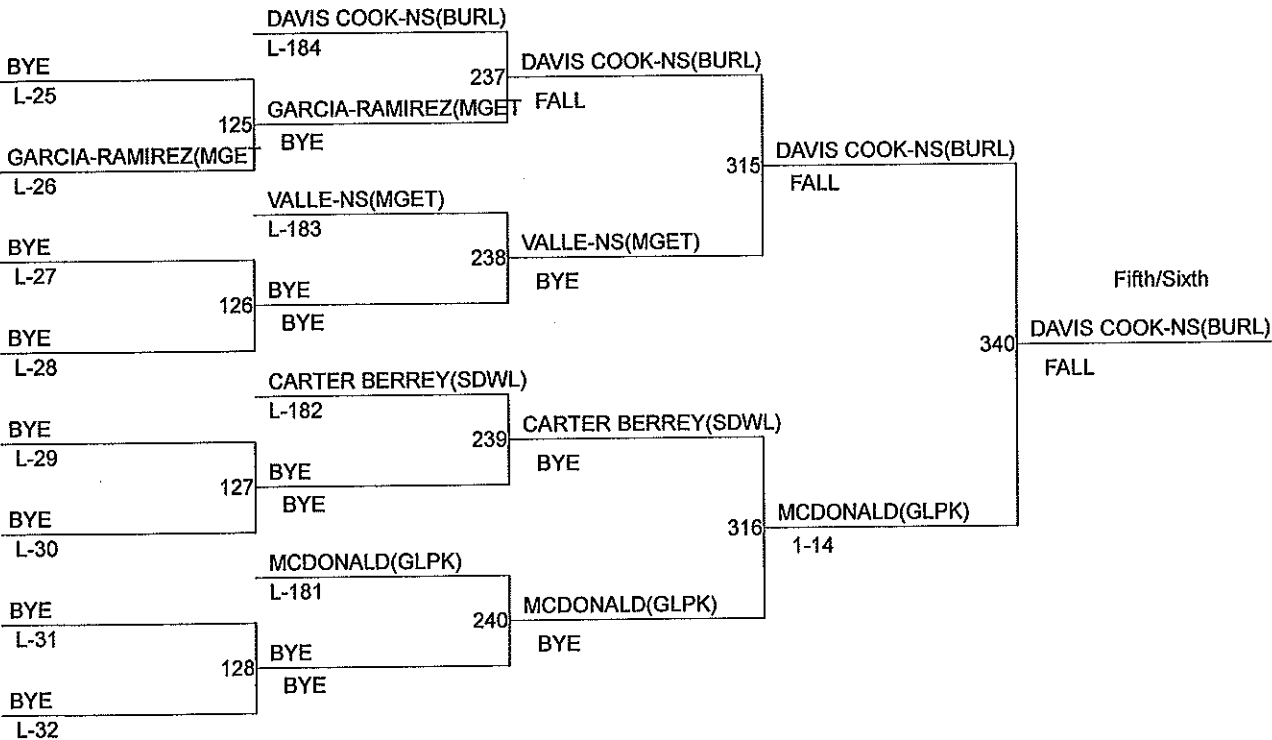 DAVIS COOK-NS(BURL)
L-184
BYE
L-25
237
DAVIS COOK-NS(BURL)
FALL
125
GARCIA-RAMIREZ(MGET
BYE
GARCIA-RAMIREZ(MGET
L-26
315
DAVIS COOK-NS(BURL)
FALL
VALLE-NS(MGET)
L-183
BYE
L-27
238
VALLE-NS(MGET)
BYE
126
BYE
BYE
BYE
L-28
Fifth/Sixth
340
DAVIS COOK-NS(BURL)
FALL
CARTER BERREY(SDWL)
L-182
BYE
L-29
239
CARTER BERREY(SDWL)
BYE
127
BYE
BYE
BYE
L-30
316
MCDONALD(GLPK)
1-14
MCDONALD(GLPK)
L-181
BYE
L-31
240
MCDONALD(GLPK)
BYE
128
BYE
BYE
BYE
L-32